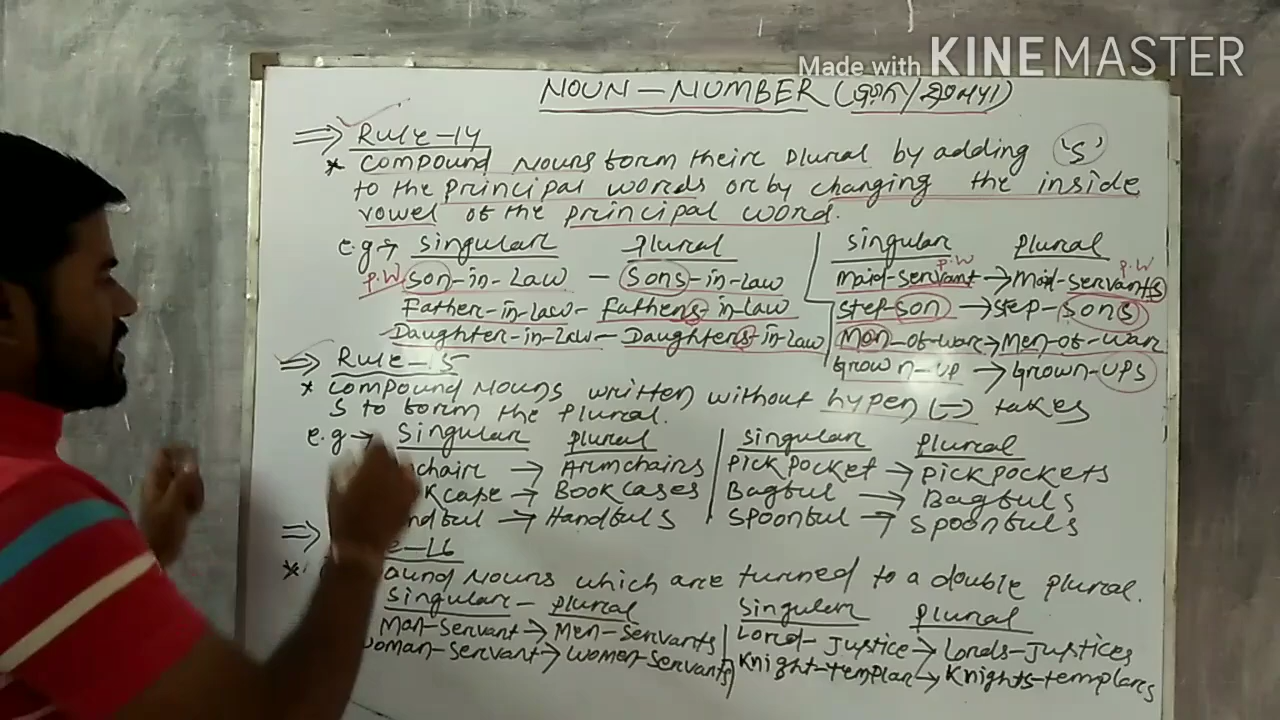 Made with KINEMASTER
NOUN-NUMBER (
⇒ Rule-14
* Compound Nouns form their Plural by adding 's'
to the principal words or by changing the inside
vowel of the principal word.
e.g→ Singular Plural Singular Plural
P.W Son-in-Law – Sons-in-Law P.W Maid-servant → Maid-servants P.W
Father-in-law – Fathers-in-law Step-son → Step-sons
Daughter-in-law – Daughters-in-law Man-of-war → Men-of-war
Grown-up → Grown-ups
⇒ Rule-15
* Compound Nouns written without hypen (–) takes
S to form the Plural.
e.g→ Singular Plural Singular Plural
chair → Armchairs Pickpocket → Pickpockets
kcase → Bookcases Bagful → Bagfuls
ndful → Handfuls Spoonful → Spoonfuls
⇒ e-16
* ound Nouns which are turned to a double plural.
Singular – Plural Singular Plural
Man-servant → Men-servants Lord-Justice → Lords-Justices
woman-servant → women-servants Knight-templar → Knights-templars